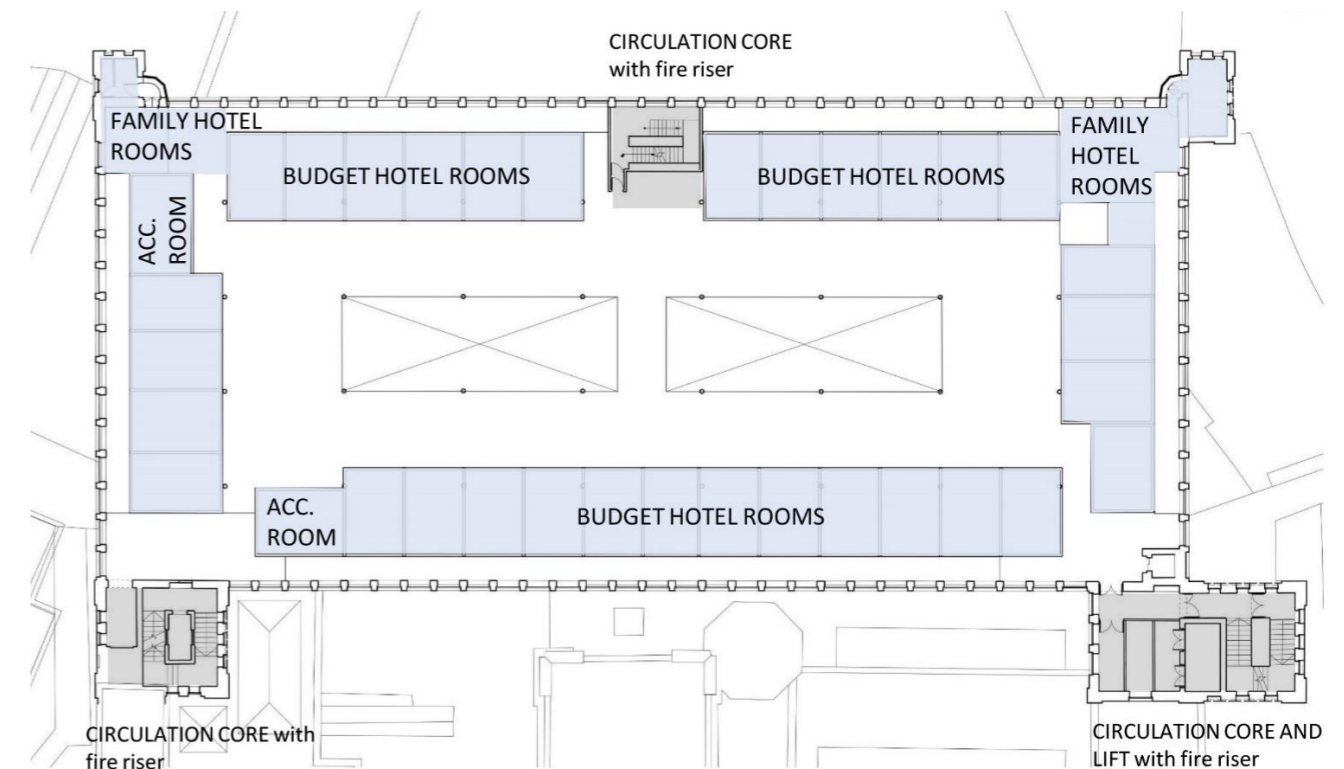 CIRCULATION CORE
with fire riser
FAMILY HOTEL
ROOMS
BUDGET HOTEL ROOMS
BUDGET HOTEL ROOMS
FAMILY
HOTEL
ROOMS
ACC.
ROOM
ACC.
ROOM
BUDGET HOTEL ROOMS
CIRCULATION CORE with
fire riser
CIRCULATION CORE AND
LIFT with fire riser